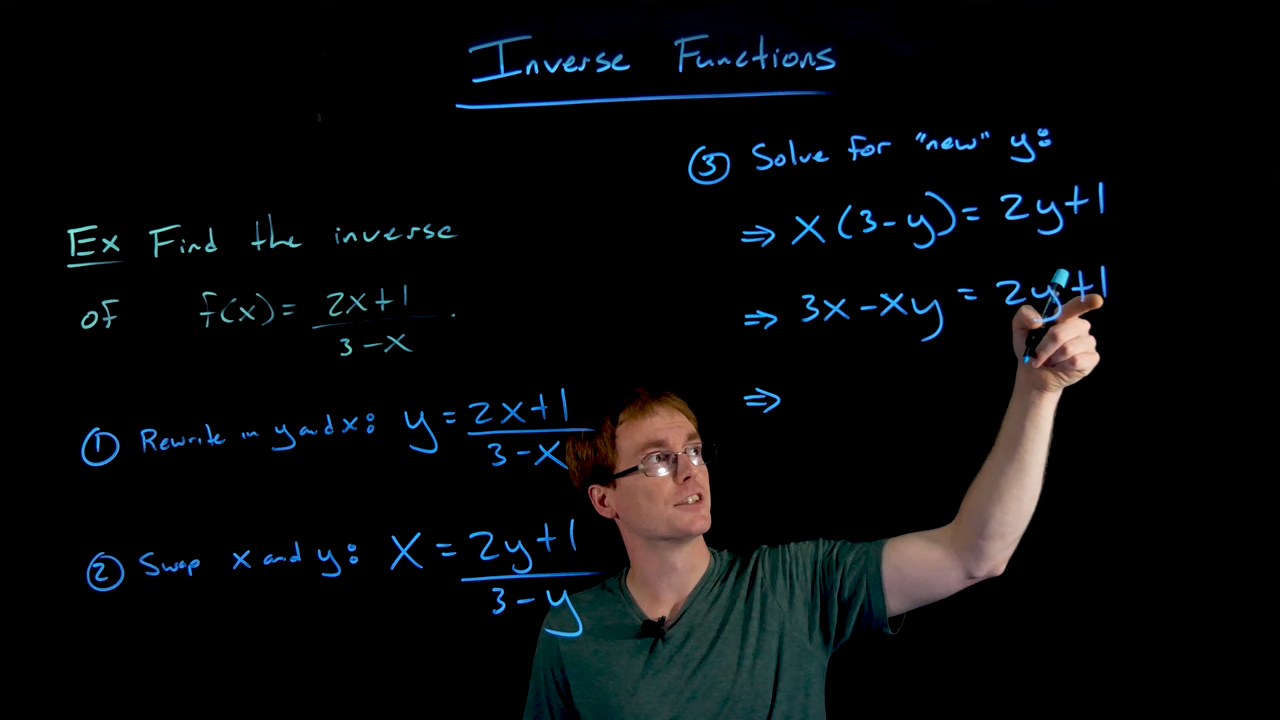 Inverse Functions
Ex Find the inverse
of f(x) = 2x+1 / 3-x .
① Rewrite in y and x: y = 2x+1 / 3-x
② Swap x and y: x = 2y+1 / 3-y
③ Solve for "new" y:
⇒ x(3-y) = 2y+1
⇒ 3x-xy = 2y+1
⇒